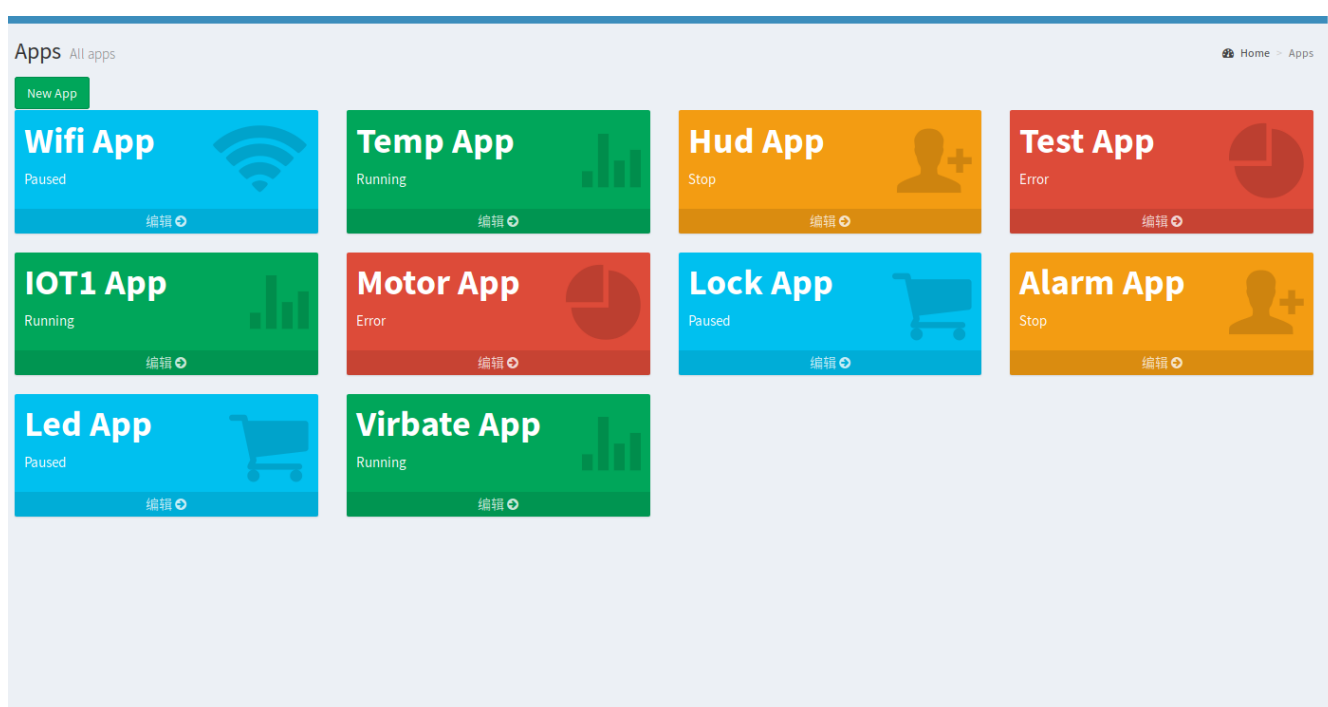 Apps All apps
Home > Apps
New App
Wifi App
Paused
编辑
Temp App
Running
编辑
Hud App
Stop
编辑
Test App
Error
编辑
IOT1 App
Running
编辑
Motor App
Error
编辑
Lock App
Paused
编辑
Alarm App
Stop
编辑
Led App
Paused
编辑
Virbate App
Running
编辑